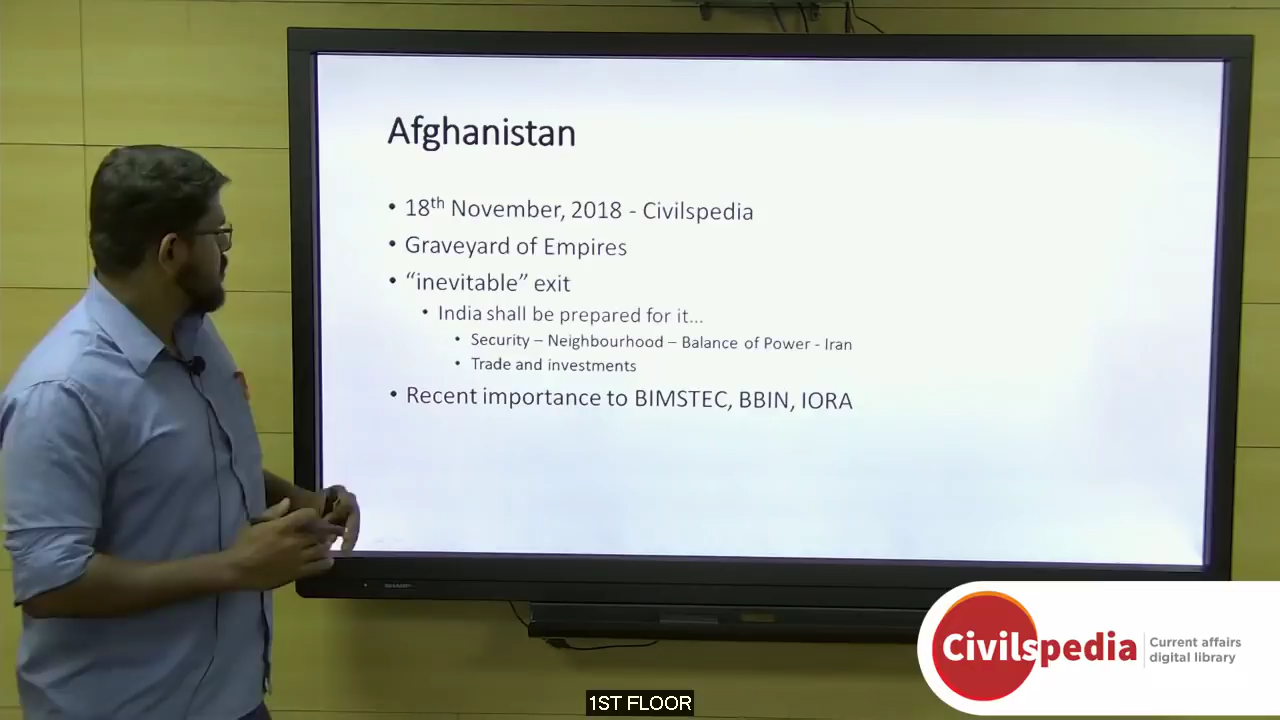 Afghanistan
• 18th November, 2018 - Civilspedia
• Graveyard of Empires
• “inevitable” exit
• India shall be prepared for it...
• Security – Neighbourhood – Balance of Power - Iran
• Trade and investments
• Recent importance to BIMSTEC, BBIN, IORA
SHARP
Civilspedia
Current affairs
digital library
1ST FLOOR